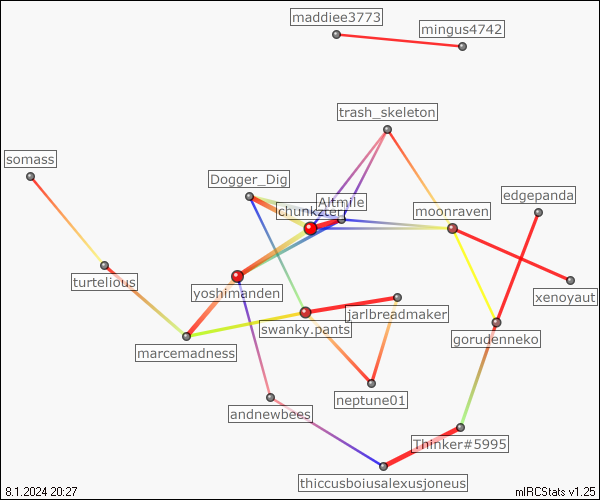 maddiee3773
mingus4742
trash_skeleton
somass
Dogger_Dig
edgepanda
Altmile
chunkzter
moonraven
turtelious
yoshimanden
xenoyaut
jarlbreadmaker
swanky.pants
gorudenneko
marcemadness
neptune01
andnewbees
Thinker#5995
thiccusboiusalexusjoneus
8.1.2024 20:27
mIRCStats v1.25